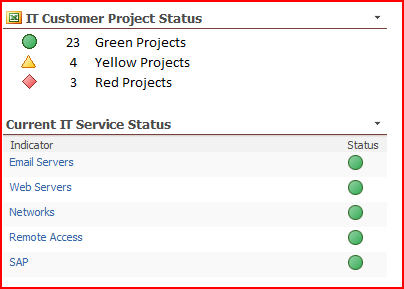 IT Customer Project Status
23 Green Projects
4 Yellow Projects
3 Red Projects
Current IT Service Status
Indicator Status
Email Servers
Web Servers
Networks
Remote Access
SAP